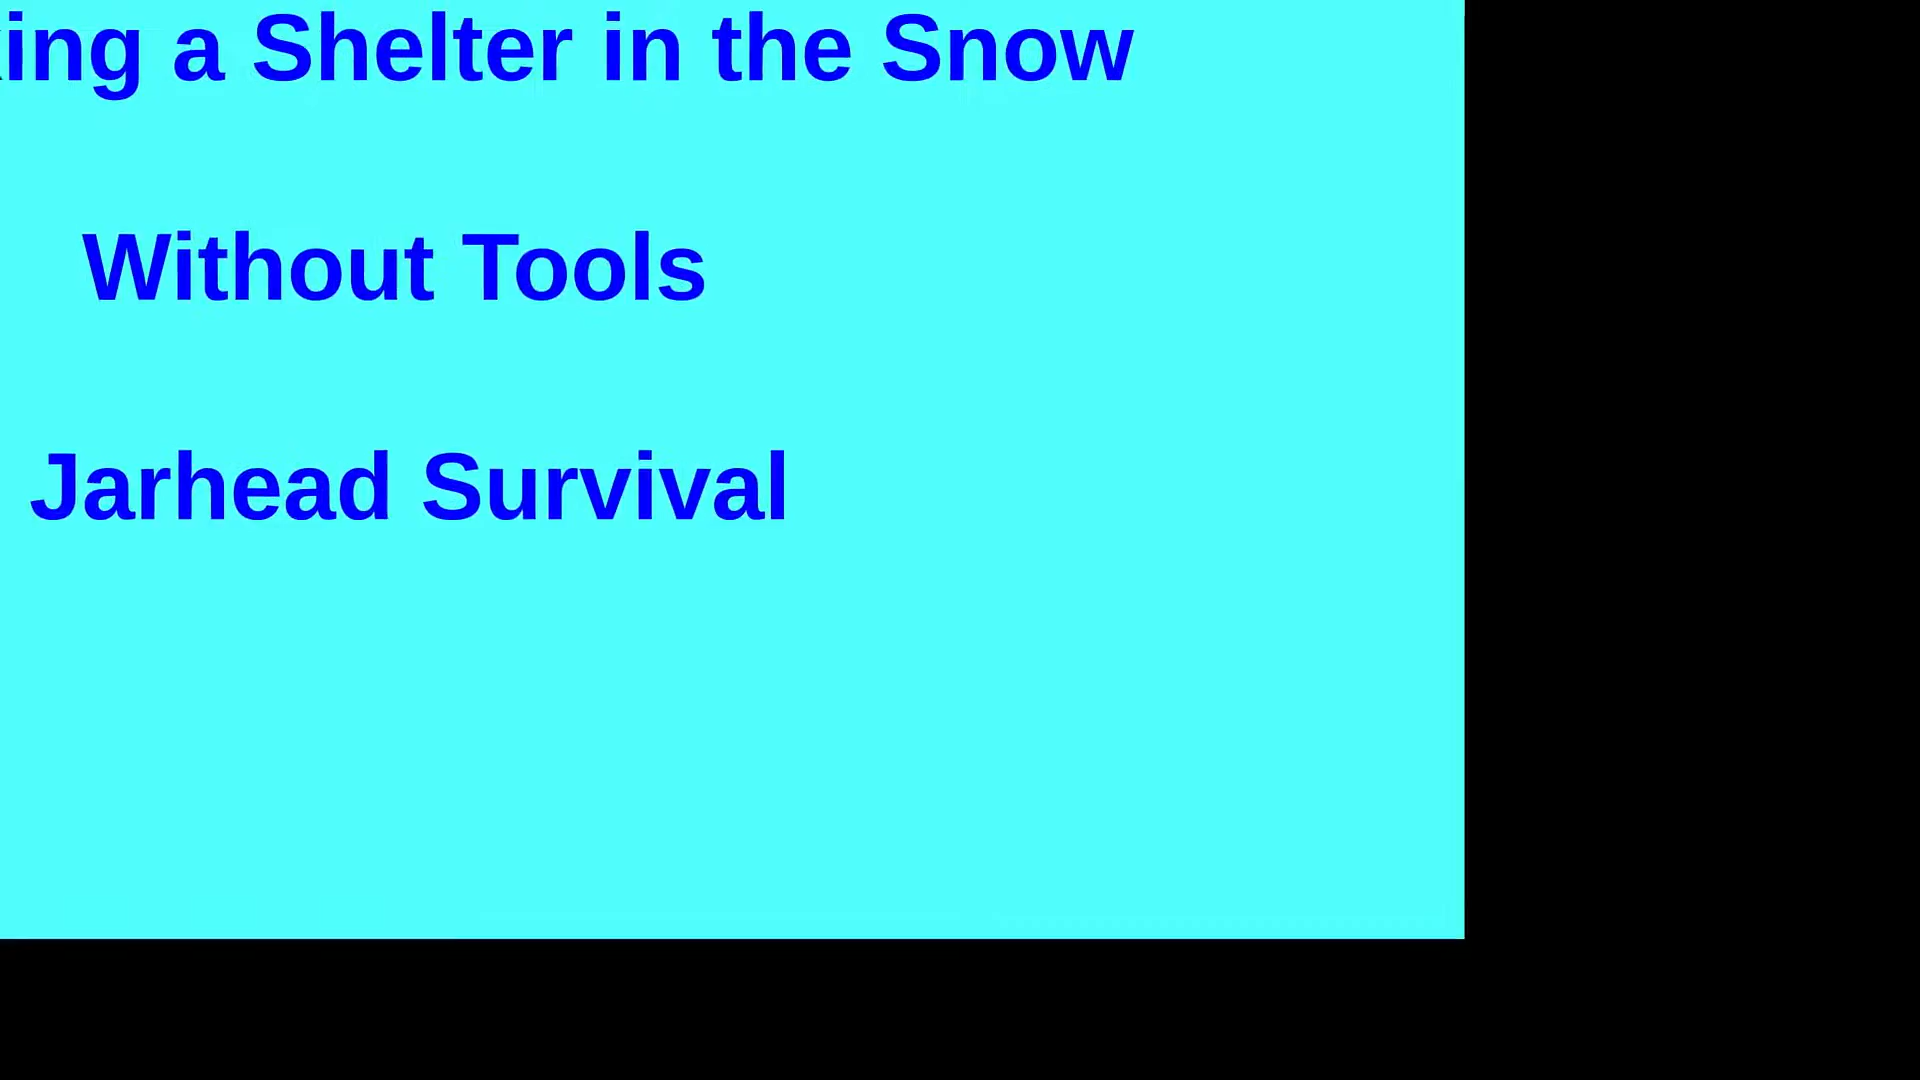 ing a Shelter in the Snow
Without Tools
Jarhead Survival